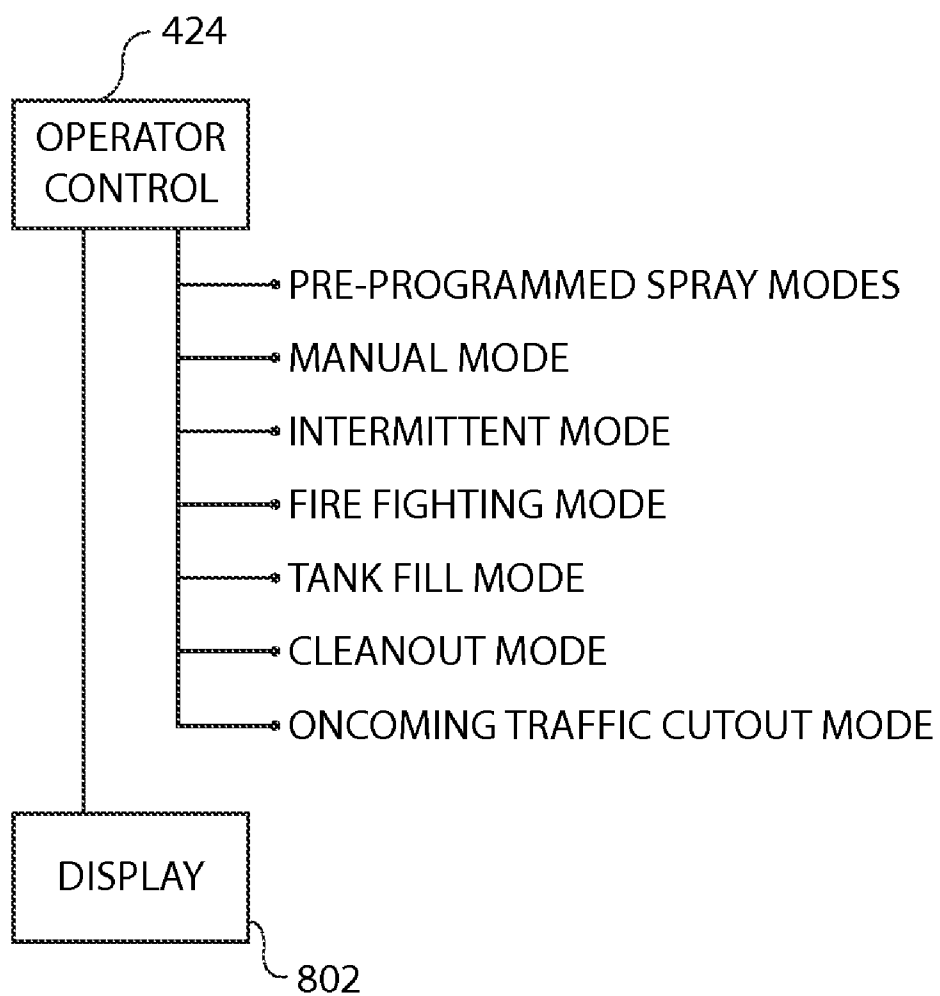 424
OPERATOR
CONTROL
PRE-PROGRAMMED SPRAY MODES
MANUAL MODE
INTERMITTENT MODE
FIRE FIGHTING MODE
TANK FILL MODE
CLEANOUT MODE
ONCOMING TRAFFIC CUTOUT MODE
DISPLAY
802